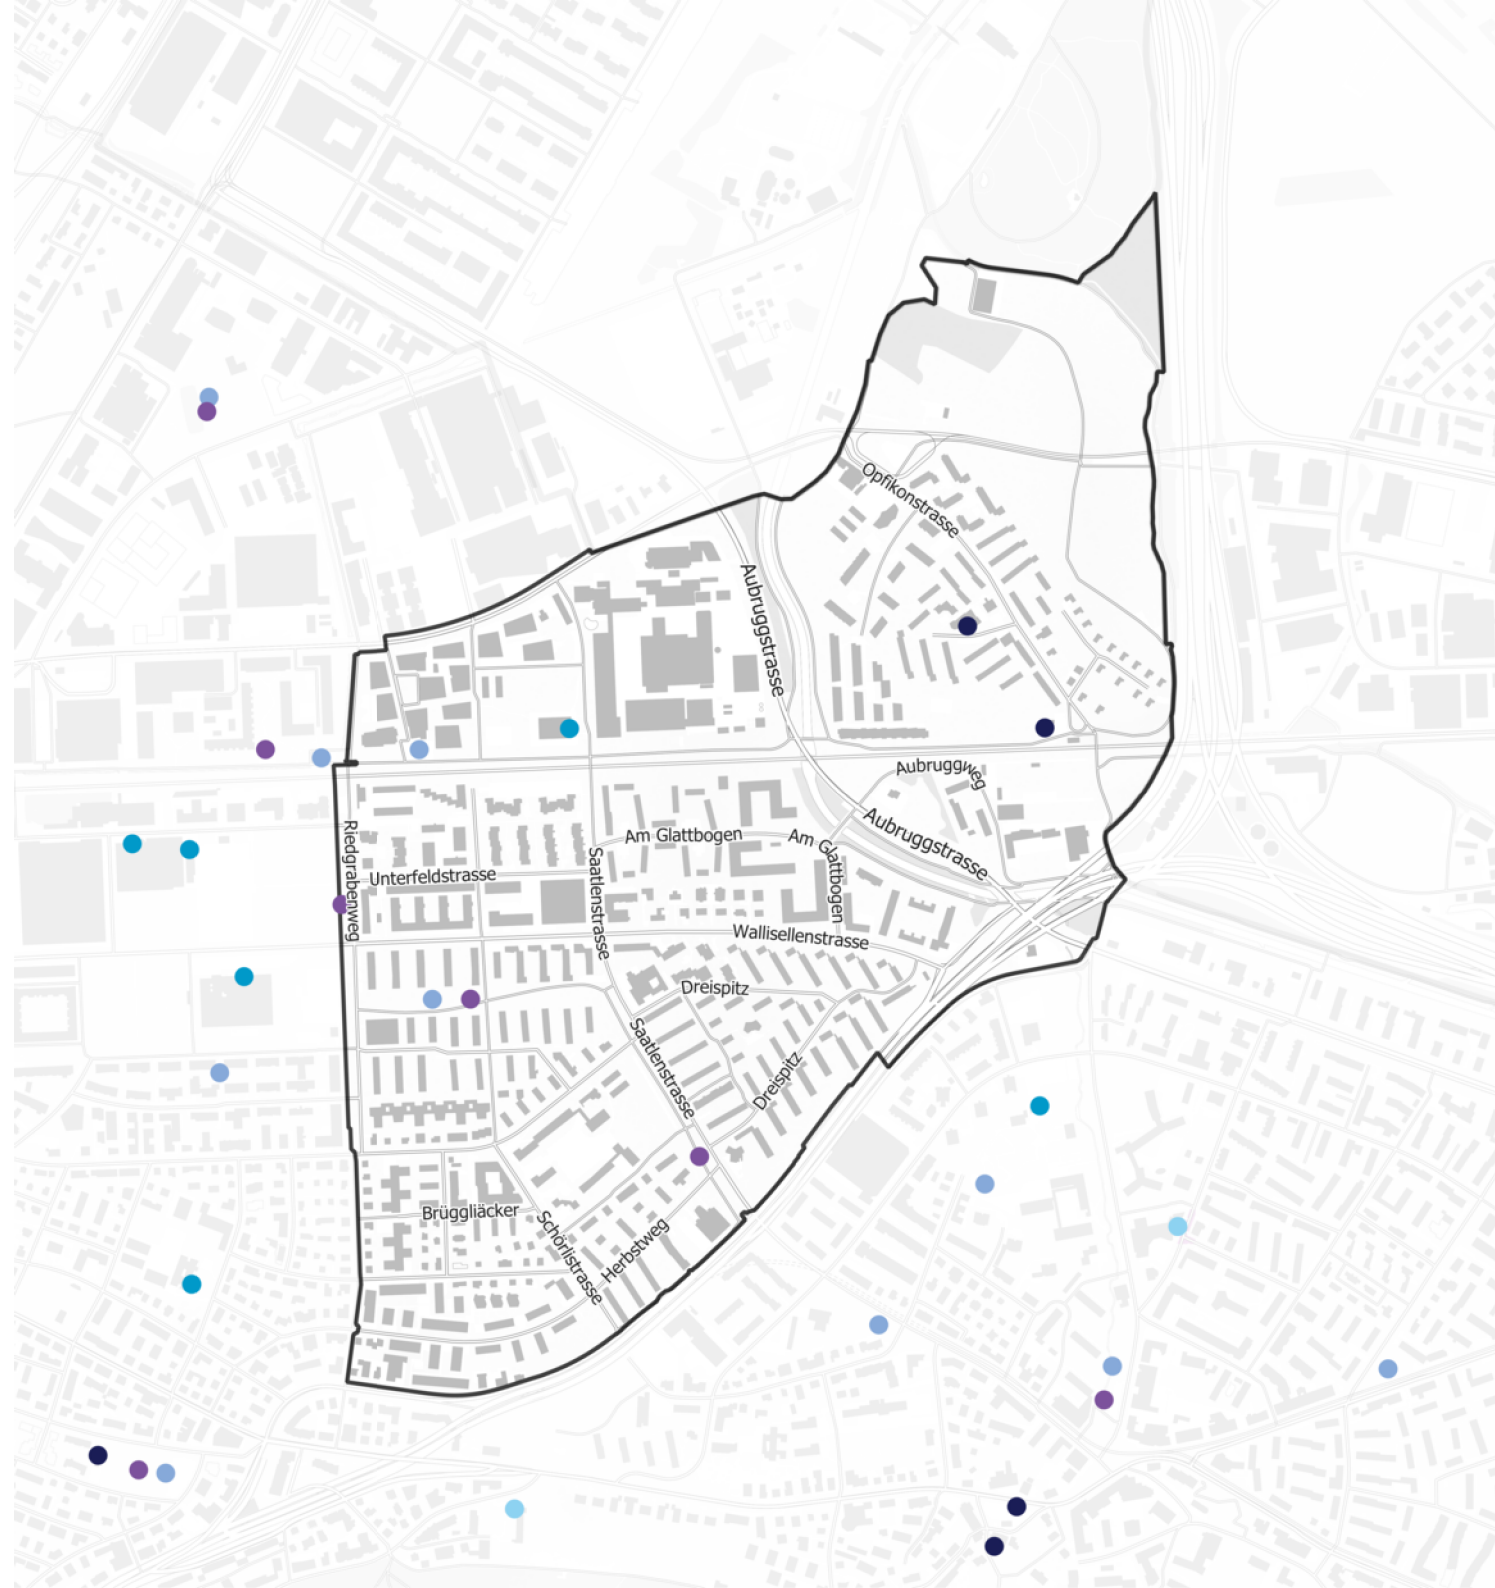 Opfikonstrasse
Aubruggstrasse
Aubruggweg
Aubruggstrasse
Am Glattbogen
Am Glattbogen
Riedgrabenweg
Unterfeldstrasse
Saatlenstrasse
Wallisellenstrasse
Dreispitz
Saatlenstrasse
Dreispitz
Brüggliäcker
Schörlistrasse
Herbstweg